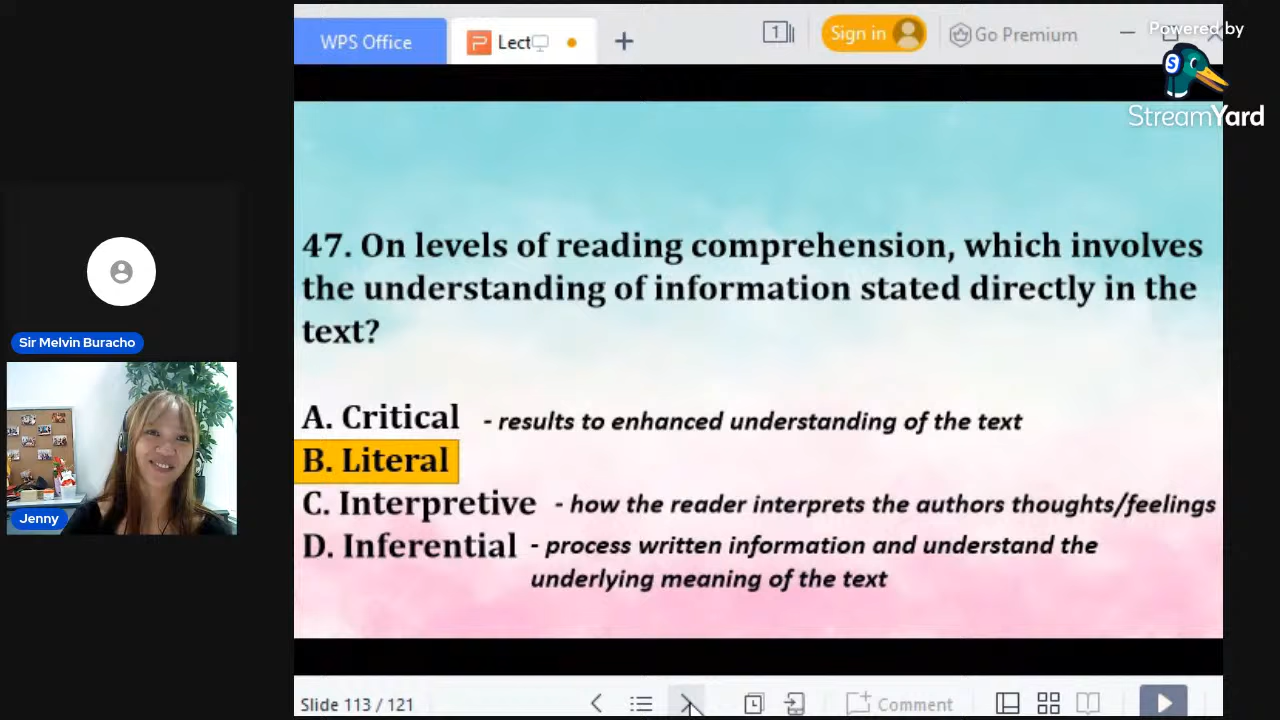 WPS Office
Lect
1
Sign in
Go Premium
Powered by
StreamYard
47. On levels of reading comprehension, which involves
the understanding of information stated directly in the
text?
A. Critical - results to enhanced understanding of the text
B. Literal
C. Interpretive - how the reader interprets the authors thoughts/feelings
D. Inferential - process written information and understand the
underlying meaning of the text
Sir Melvin Buracho
Jenny
Slide 113 / 121
Comment